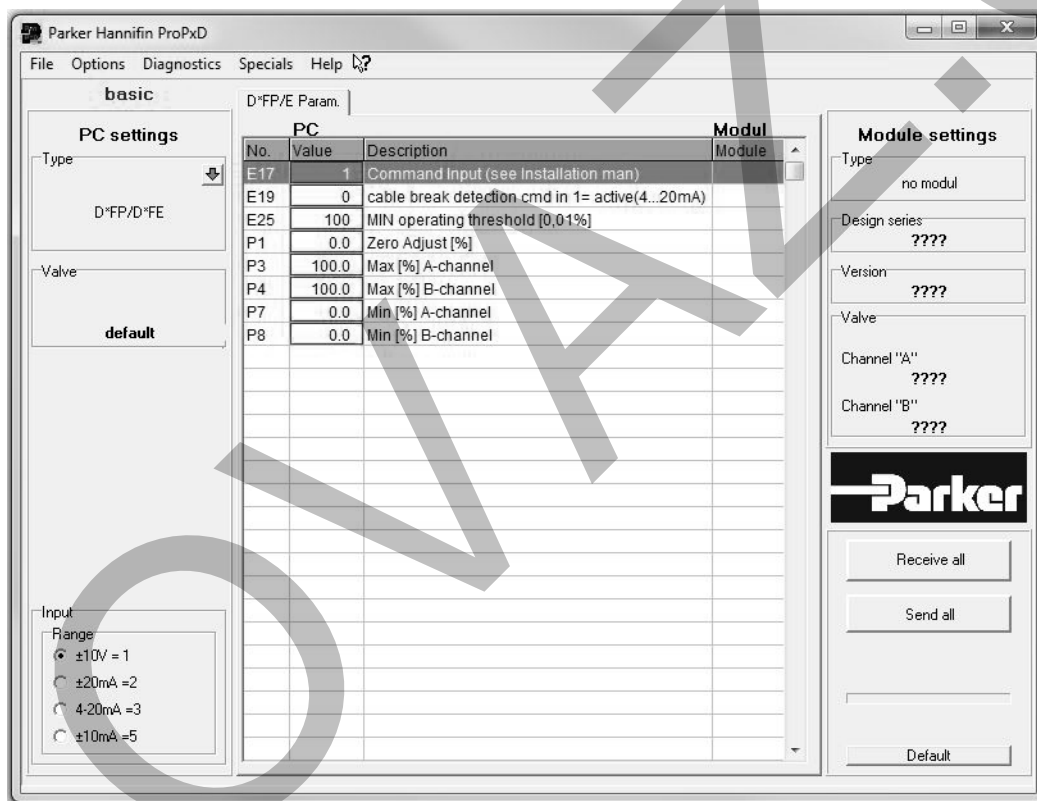 Parker Hannifin ProPxD
File Options Diagnostics Specials Help
basic
PC settings
Type
D*FP/D*FE
Valve
default
Input
Range
±10V = 1
±20mA =2
4-20mA =3
±10mA =5
D*FP/E Param.
PC Modul
No. Value Description Module
E17 1 Command Input (see Installation man)
E19 0 cable break detection cmd in 1= active(4...20mA)
E25 100 MIN operating threshold [0,01%]
P1 0.0 Zero Adjust [%]
P3 100.0 Max [%] A-channel
P4 100.0 Max [%] B-channel
P7 0.0 Min [%] A-channel
P8 0.0 Min [%] B-channel
Module settings
Type
no modul
Design series
????
Version
????
Valve
Channel "A"
????
Channel "B"
????
Parker
Receive all
Send all
Default